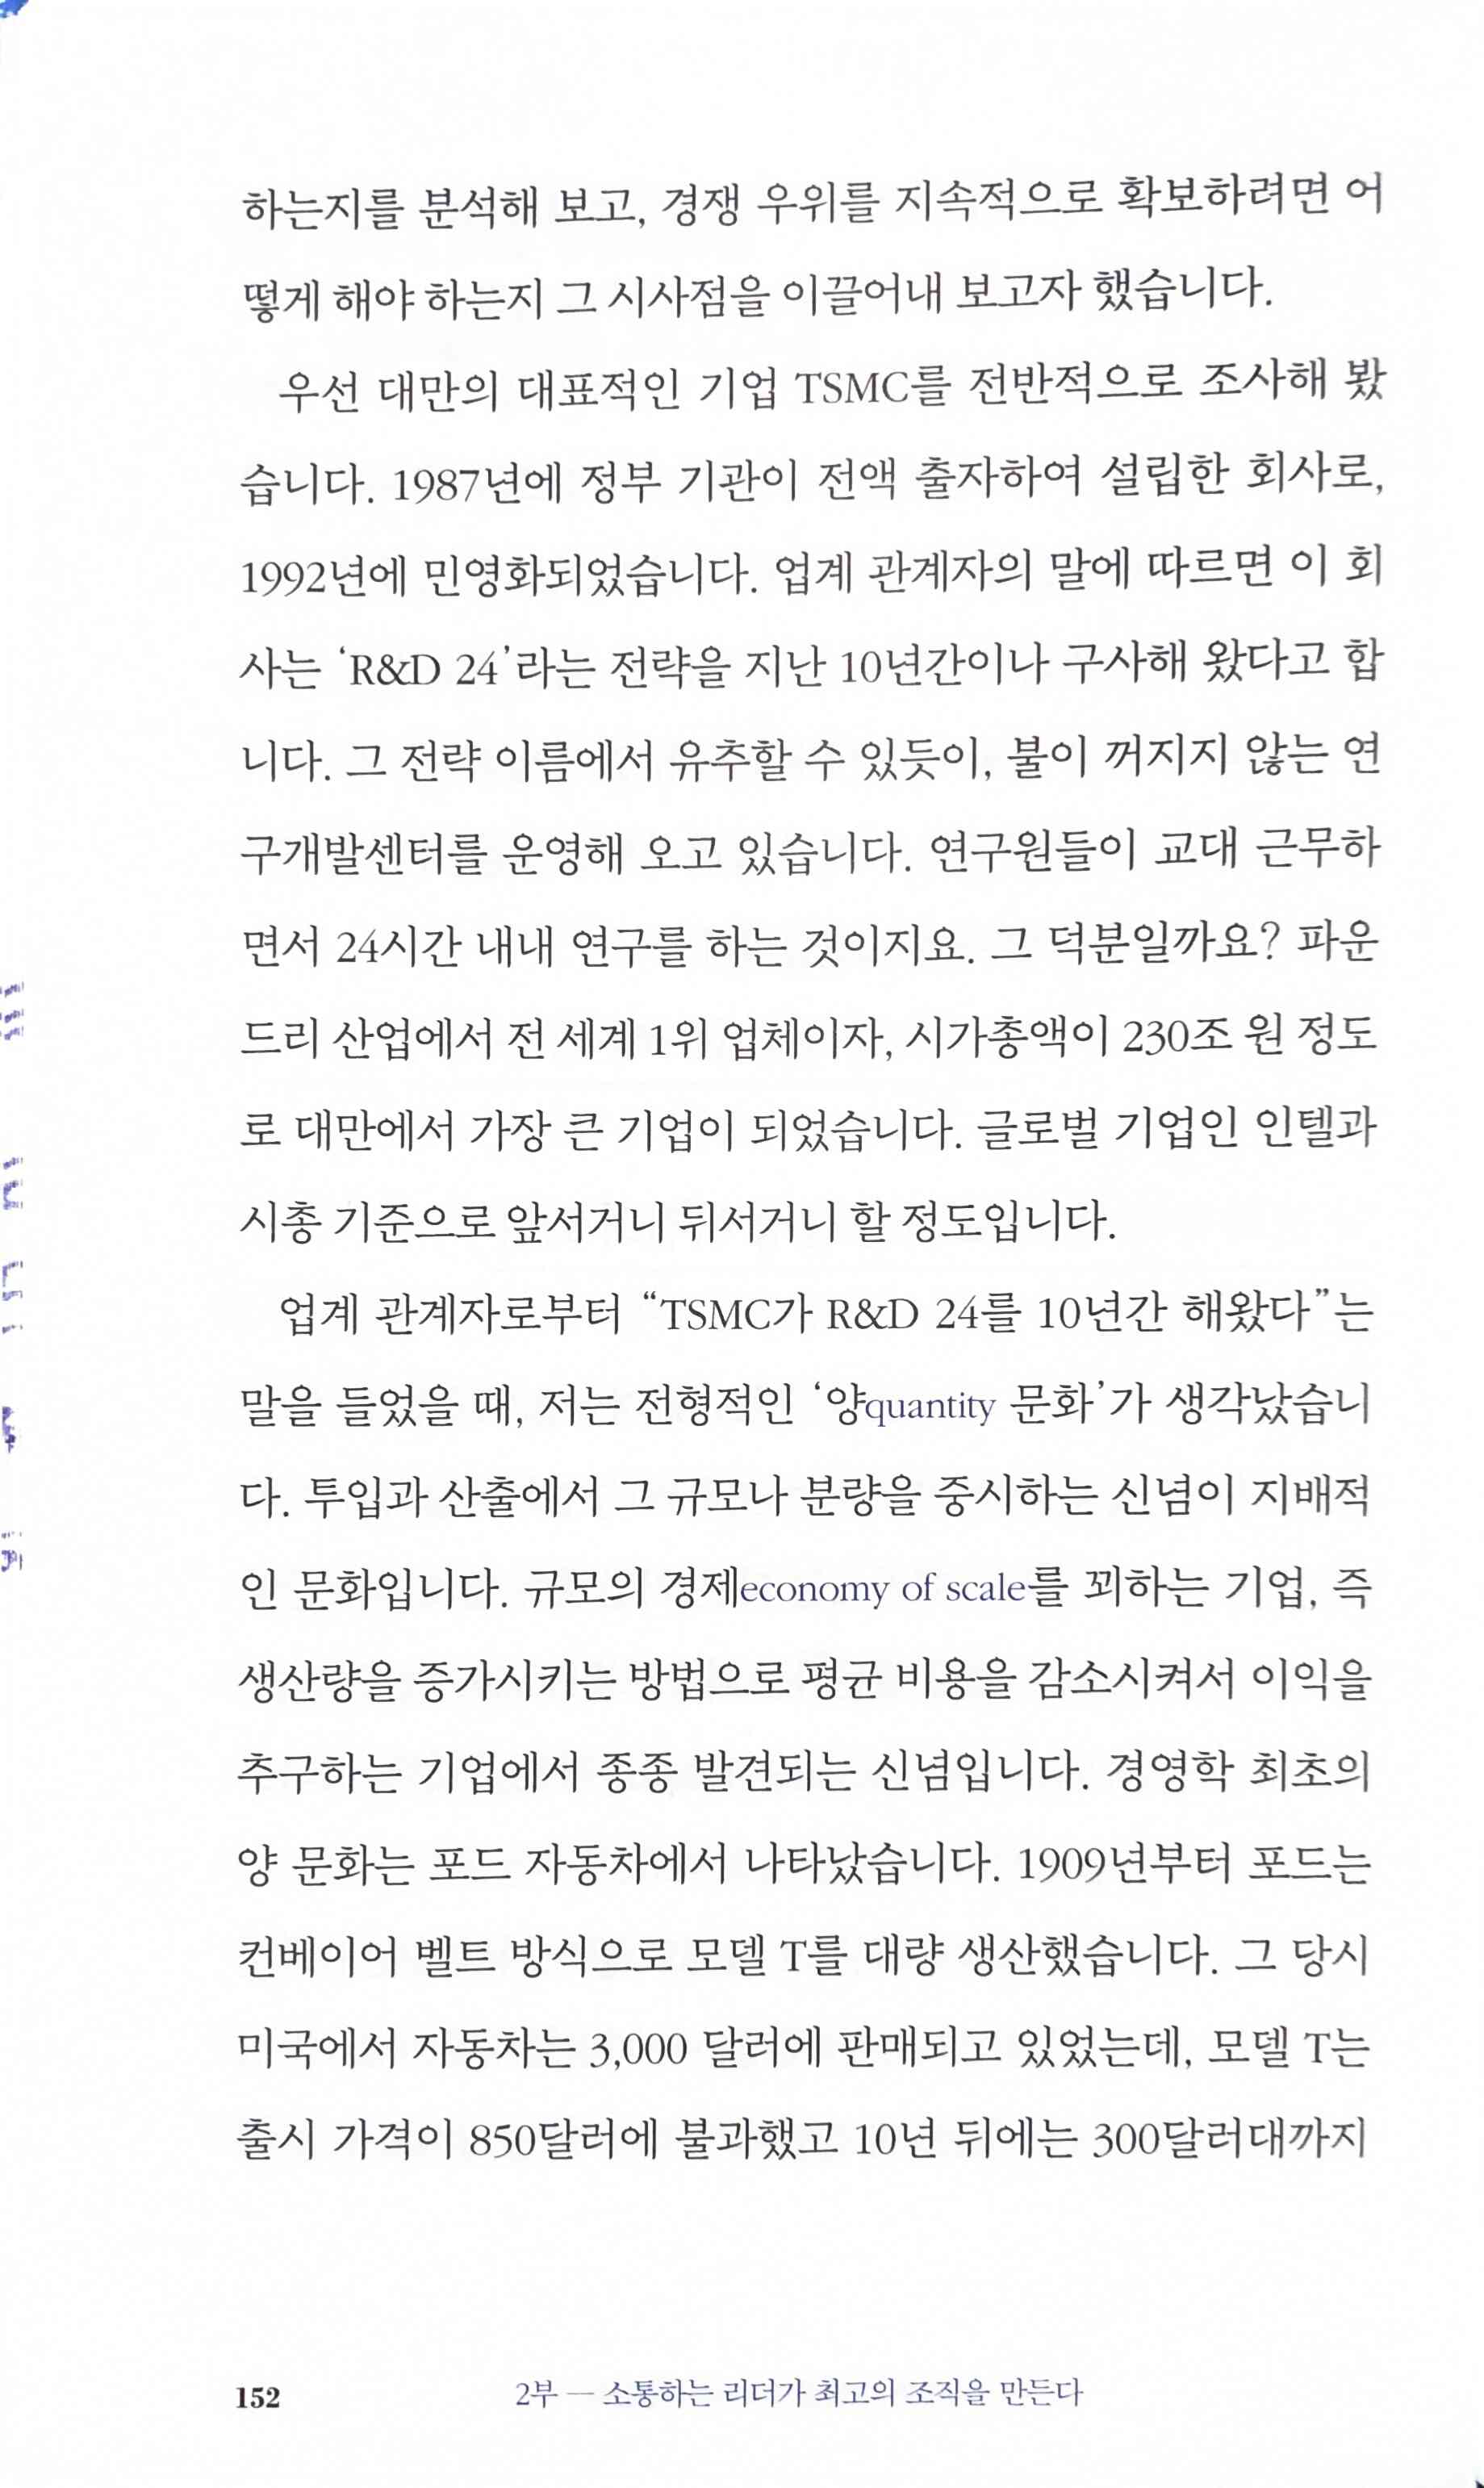 하는지를 분석해 보고, 경쟁 우위를 지속적으로 확보하려면 어
떻게 해야 하는지 그 시사점을 이끌어내 보고자 했습니다.
우선 대만의 대표적인 기업 TSMC를 전반적으로 조사해 봤
습니다. 1987년에 정부 기관이 전액 출자하여 설립한 회사로,
1992년에 민영화되었습니다. 업계 관계자의 말에 따르면 이 회
사는 ‘R&D 24’라는 전략을 지난 10년간이나 구사해 왔다고 합
니다. 그 전략 이름에서 유추할 수 있듯이, 불이 꺼지지 않는 연
구개발센터를 운영해 오고 있습니다. 연구원들이 교대 근무하
면서 24시간 내내 연구를 하는 것이지요. 그 덕분일까요? 파운
드리 산업에서 전 세계 1위 업체이자, 시가총액이 230조 원 정도
로 대만에서 가장 큰 기업이 되었습니다. 글로벌 기업인 인텔과
시총 기준으로 앞서거니 뒤서거니 할 정도입니다.
업계 관계자로부터 “TSMC가 R&D 24를 10년간 해왔다”는
말을 들었을 때, 저는 전형적인 ‘양quantity 문화’가 생각났습니
다. 투입과 산출에서 그 규모나 분량을 중시하는 신념이 지배적
인 문화입니다. 규모의 경제economy of scale를 꾀하는 기업, 즉
생산량을 증가시키는 방법으로 평균 비용을 감소시켜서 이익을
추구하는 기업에서 종종 발견되는 신념입니다. 경영학 최초의
양 문화는 포드 자동차에서 나타났습니다. 1909년부터 포드는
컨베이어 벨트 방식으로 모델 T를 대량 생산했습니다. 그 당시
미국에서 자동차는 3,000 달러에 판매되고 있었는데, 모델 T는
출시 가격이 850달러에 불과했고 10년 뒤에는 300달러대까지
152 2부 — 소통하는 리더가 최고의 조직을 만든다